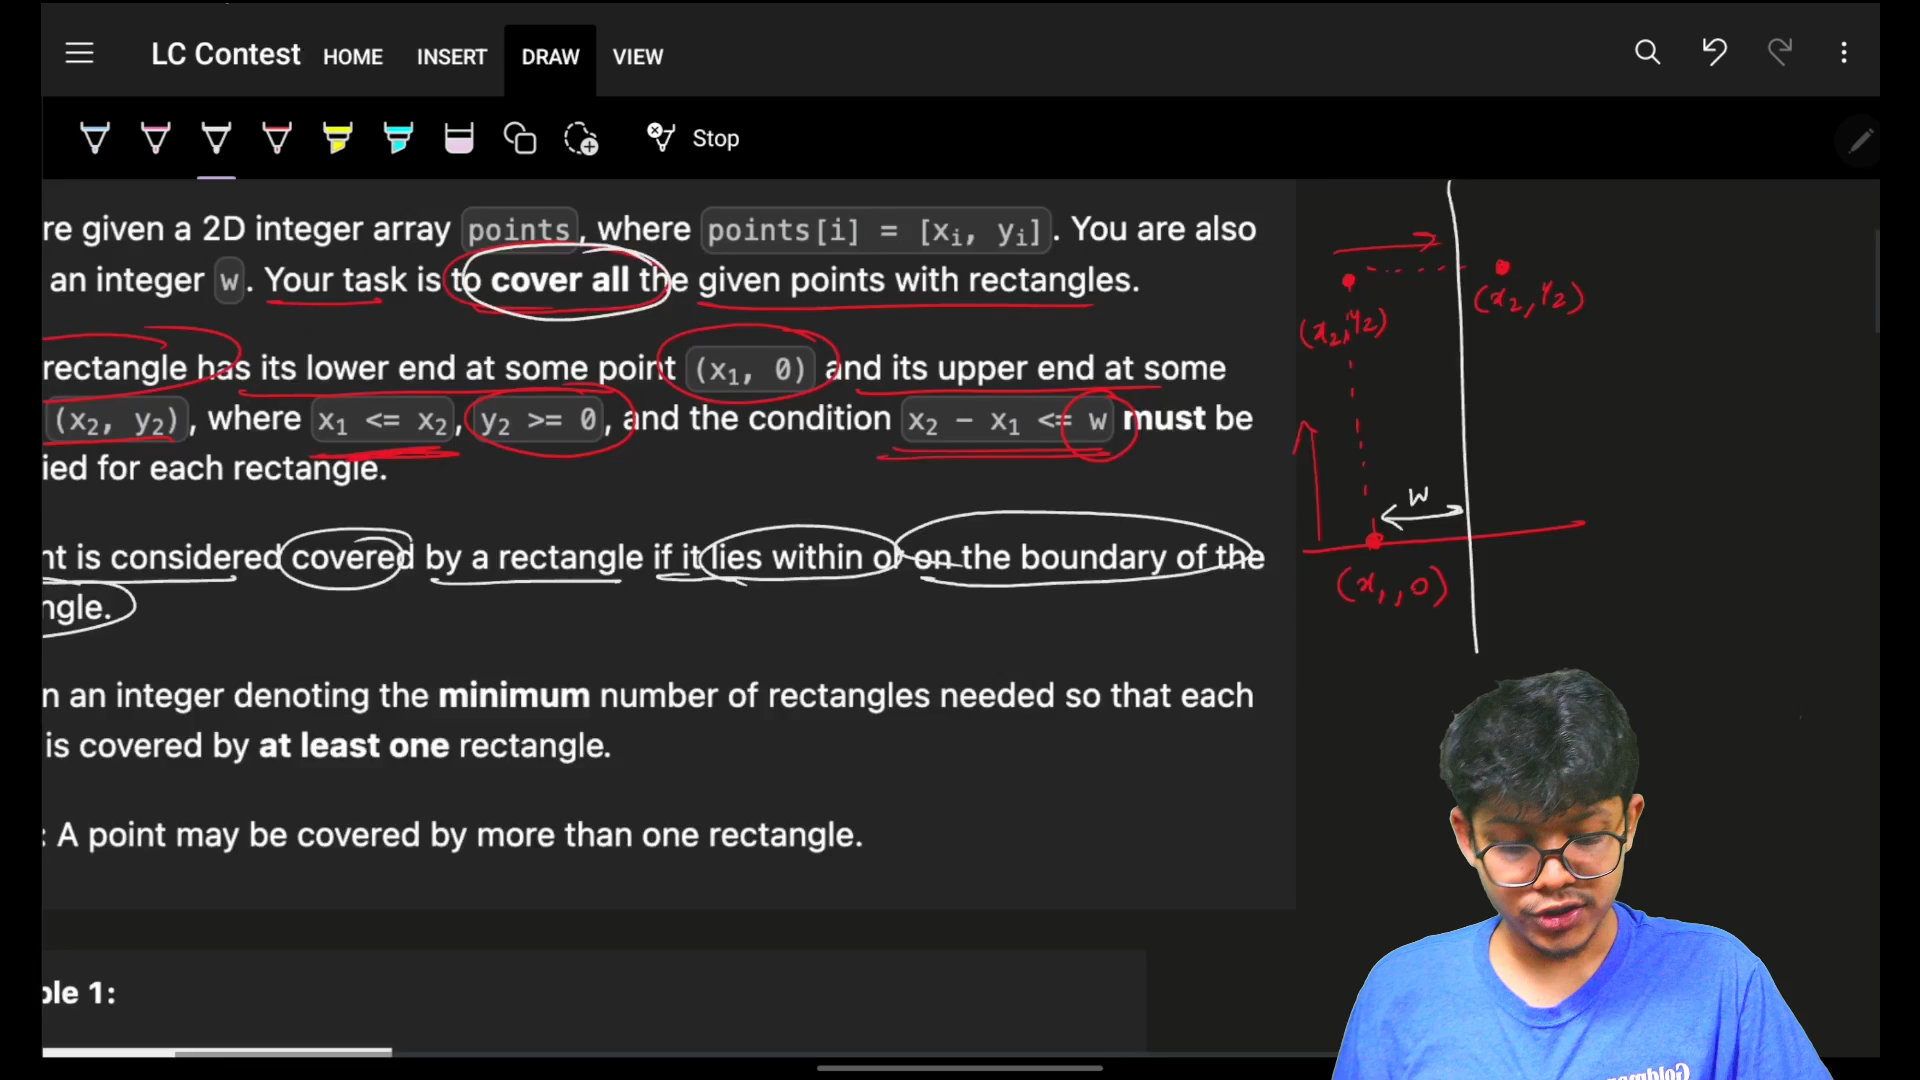 LC Contest HOME INSERT DRAW VIEW
Stop
re given a 2D integer array points, where points[i] = [xi, yi]. You are also
an integer w. Your task is to cover all the given points with rectangles.
rectangle has its lower end at some point (x1, 0) and its upper end at some
(x2, y2), where x1 <= x2, y2 >= 0, and the condition x2 - x1 <= w must be
ied for each rectangle.
nt is considered covered by a rectangle if it lies within or on the boundary of the
ngle.
n an integer denoting the minimum number of rectangles needed so that each
is covered by at least one rectangle.
: A point may be covered by more than one rectangle.
ple 1:
(x2, y2)
(x2, y2)
W
(x1, 0)